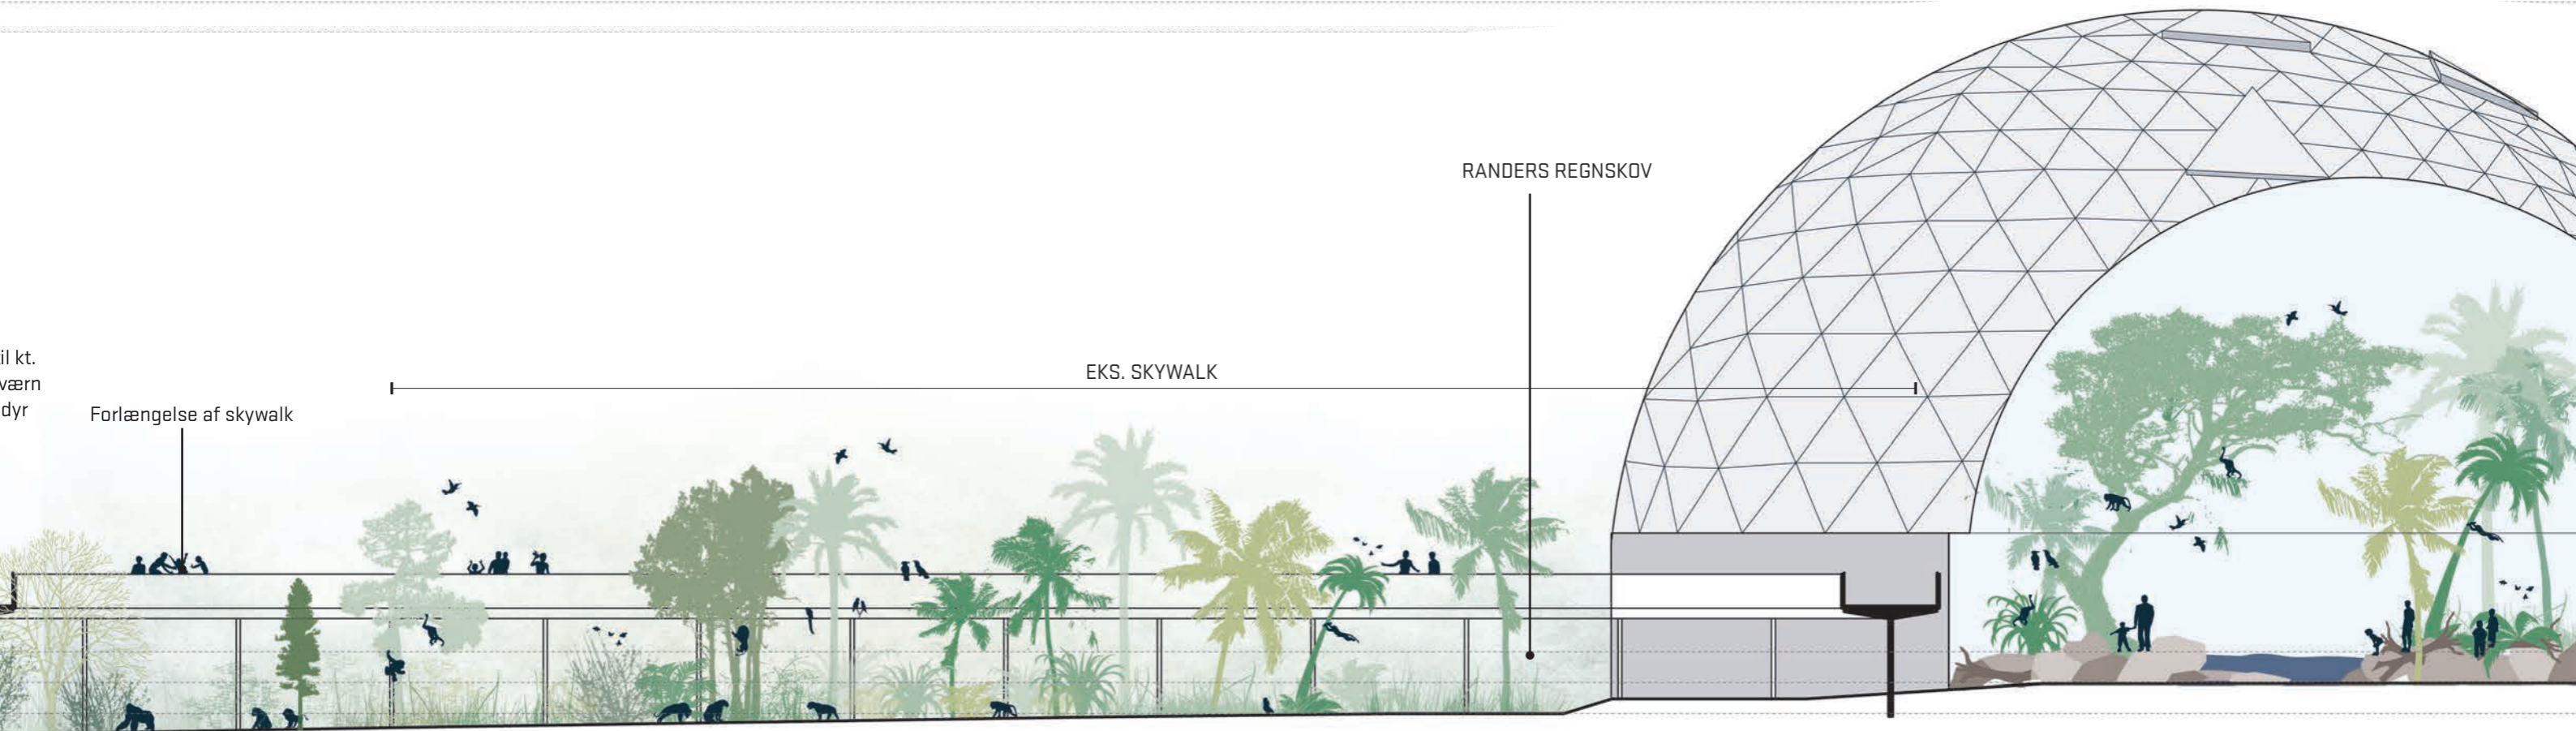 RANDERS REGNSKOV
il kt.
værn
dyr
EKS. SKYWALK
Forlængelse af skywalk